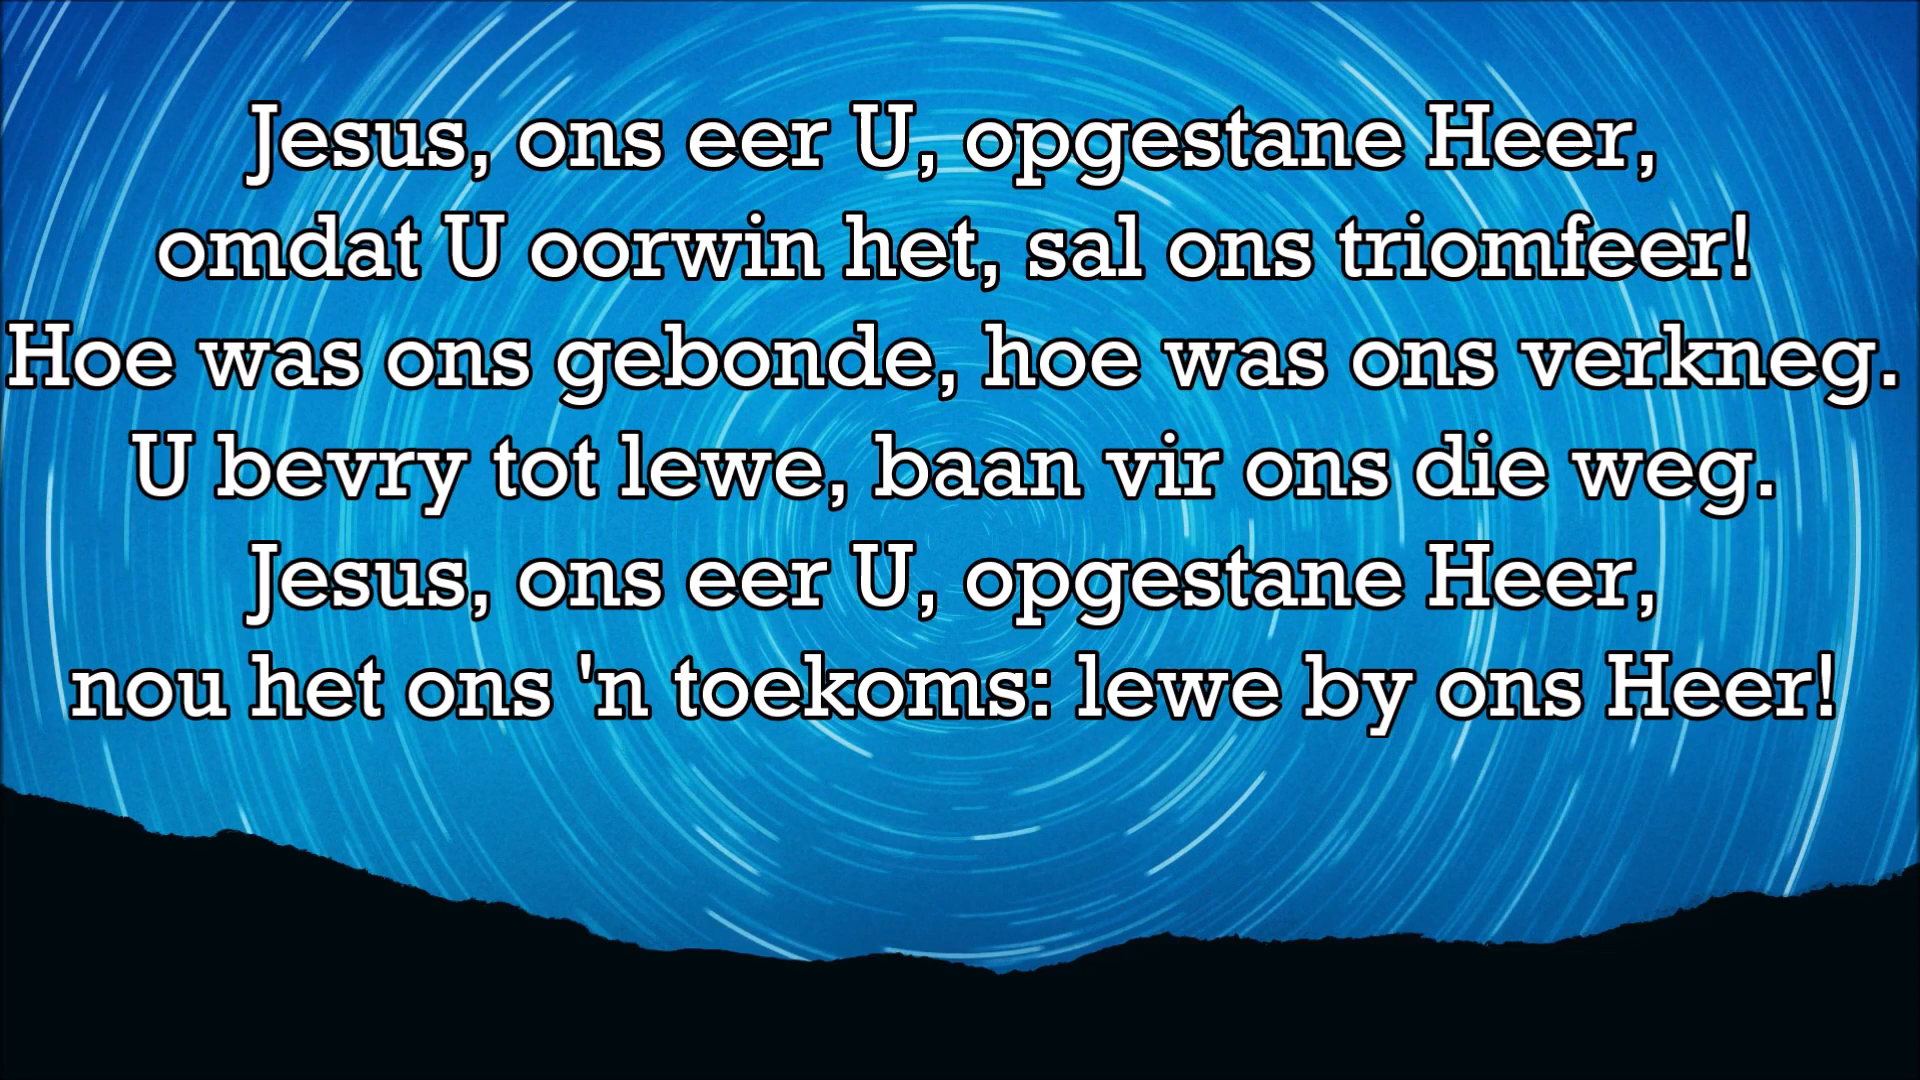 Jesus, ons eer U, opgestane Heer,
omdat U oorwin het, sal ons triomfeer!
Hoe was ons gebonde, hoe was ons verkneg.
U bevry tot lewe, baan vir ons die weg.
Jesus, ons eer U, opgestane Heer,
nou het ons 'n toekoms: lewe by ons Heer!